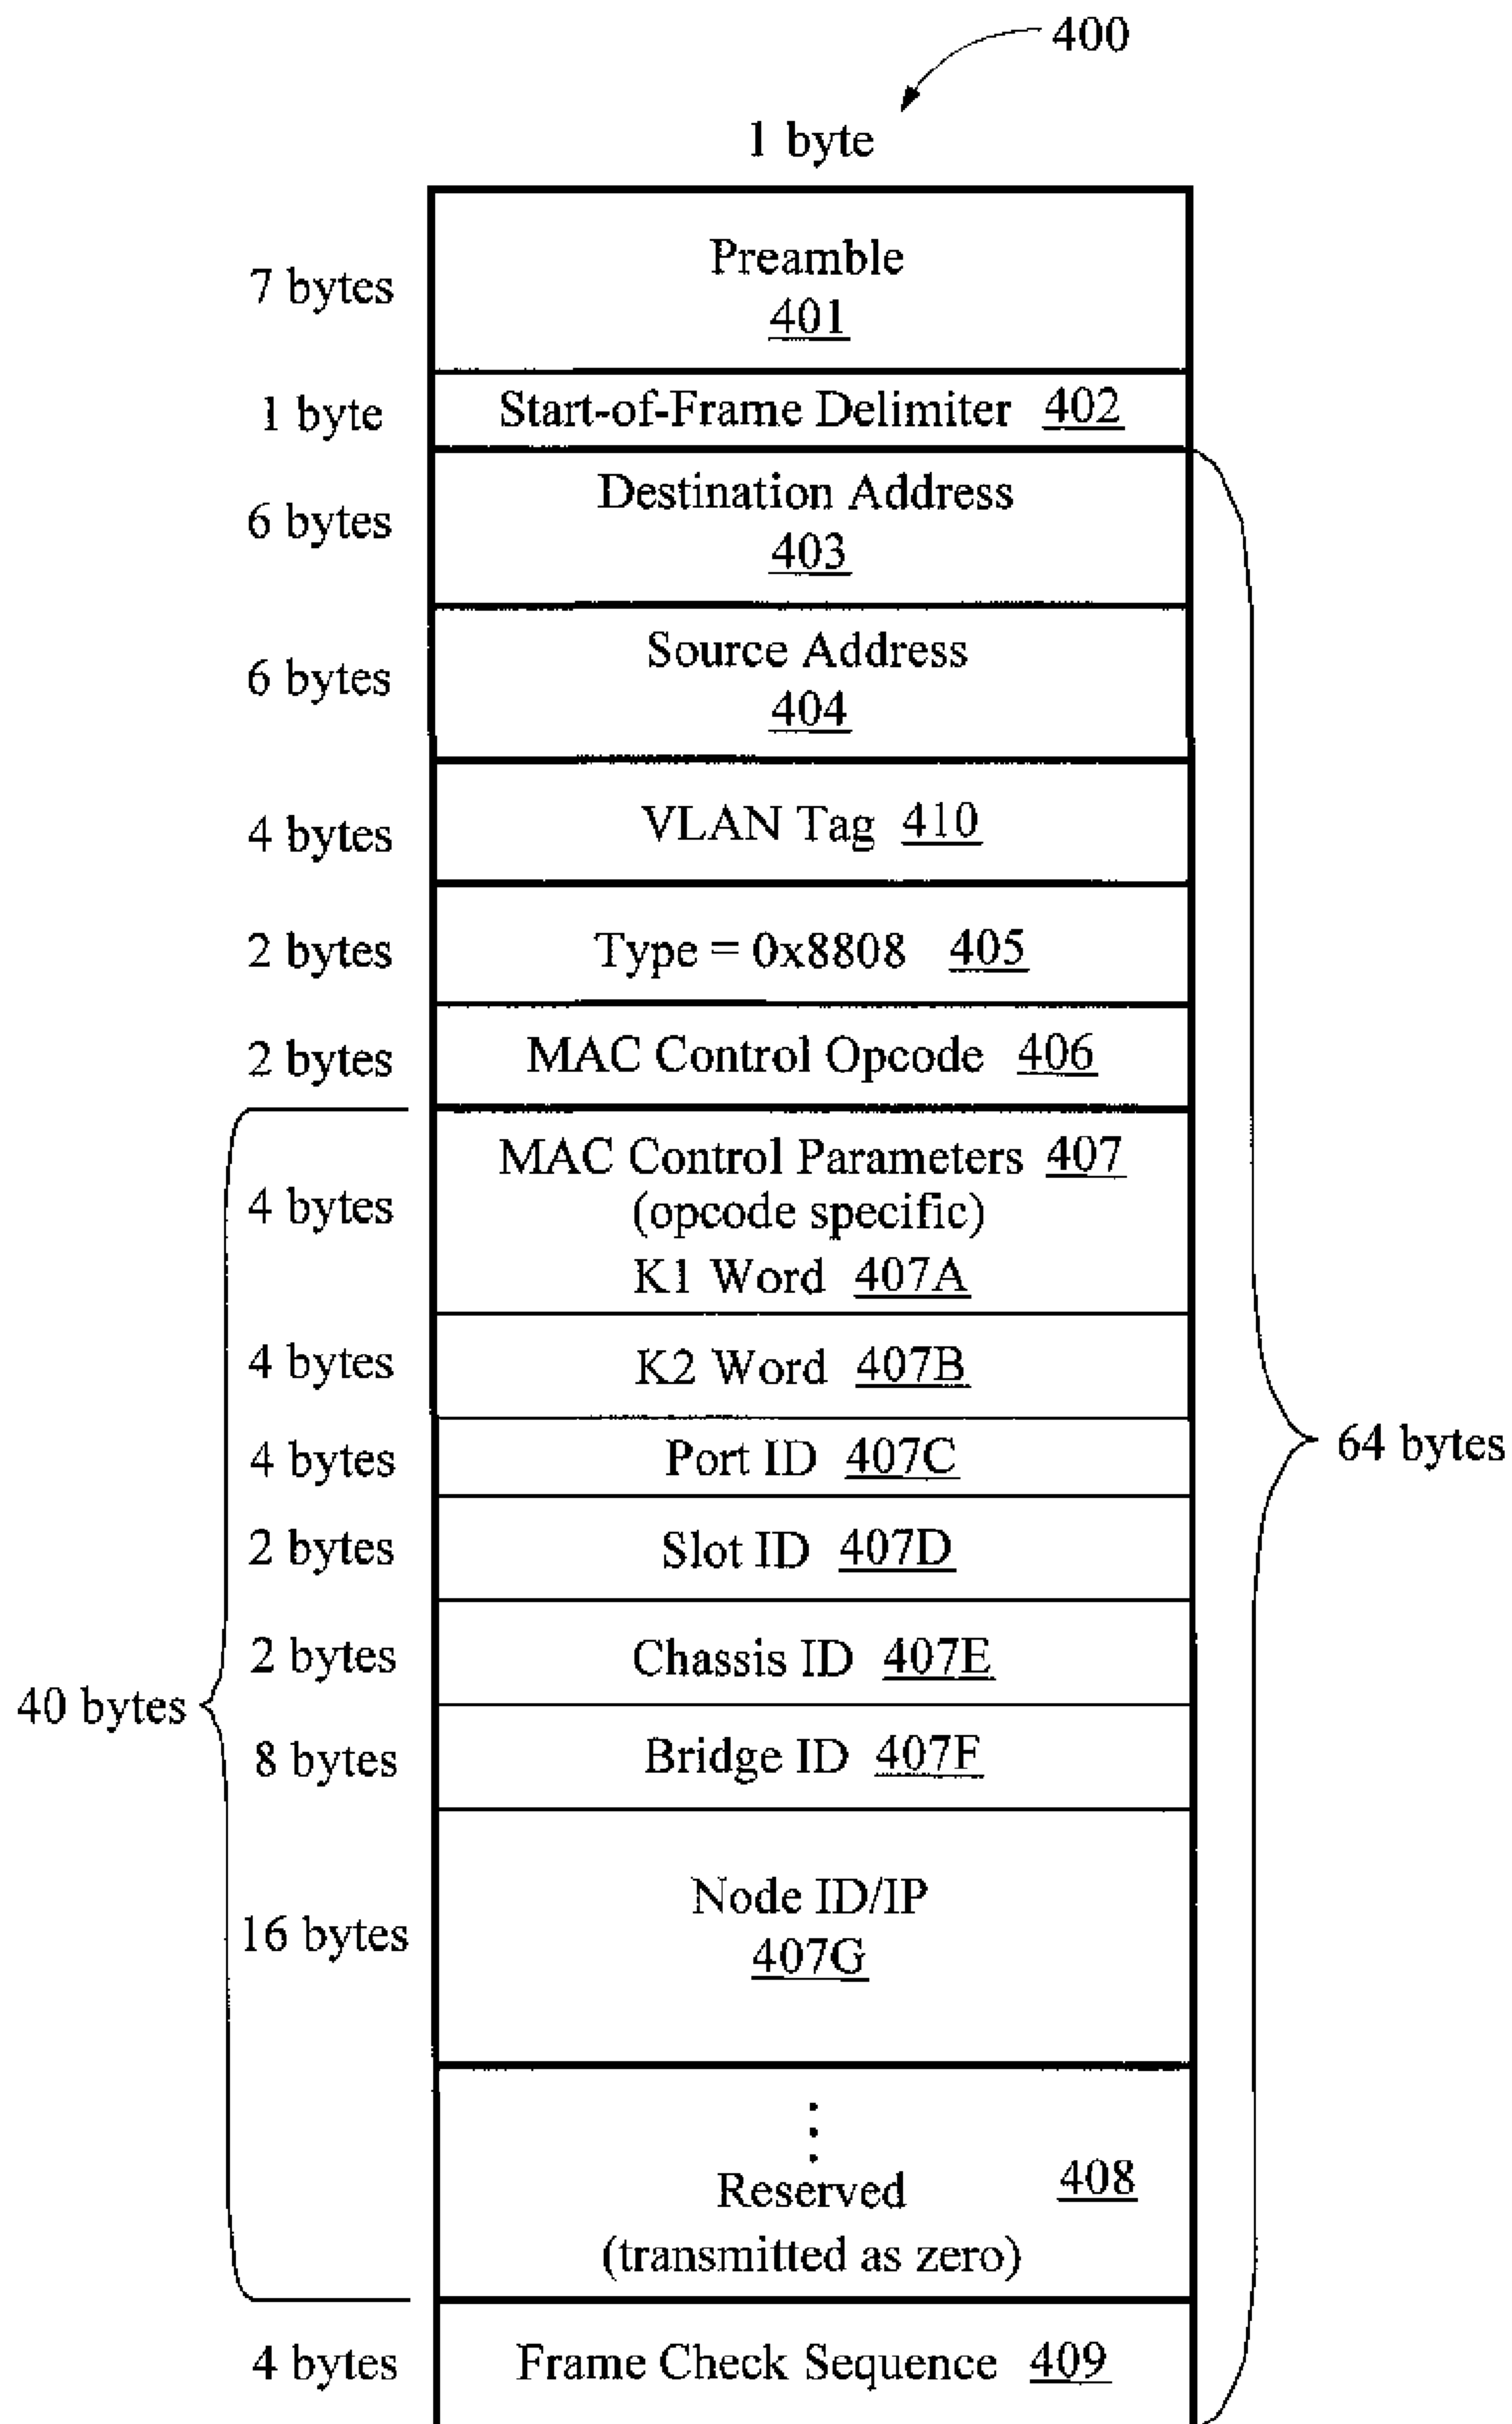 400
1 byte
7 bytes
Preamble
401
1 byte
Start-of-Frame Delimiter 402
6 bytes
Destination Address
403
6 bytes
Source Address
404
4 bytes
VLAN Tag 410
2 bytes
Type = 0x8808 405
2 bytes
MAC Control Opcode 406
4 bytes
MAC Control Parameters 407
(opcode specific)
K1 Word 407A
4 bytes
K2 Word 407B
4 bytes
Port ID 407C
2 bytes
Slot ID 407D
2 bytes
Chassis ID 407E
8 bytes
Bridge ID 407F
16 bytes
Node ID/IP
407G
40 bytes
64 bytes
⋮
Reserved 408
(transmitted as zero)
4 bytes
Frame Check Sequence 409